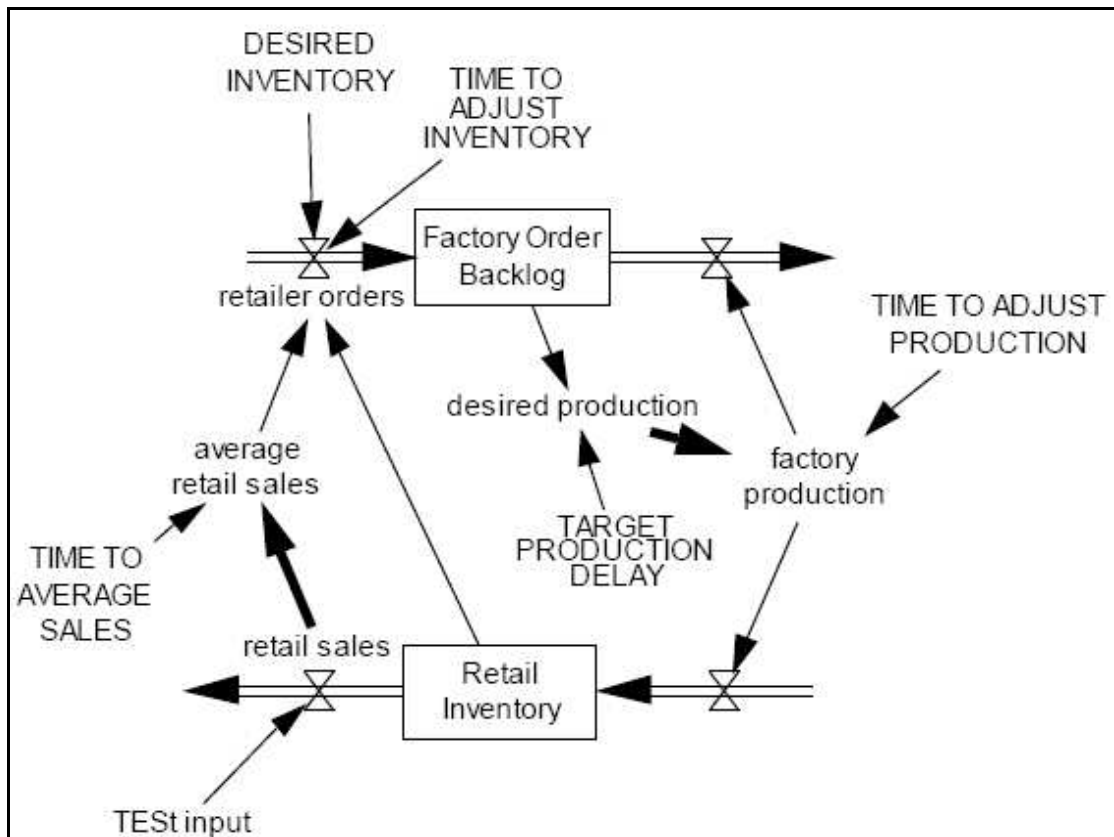 DESIRED
INVENTORY
TIME TO
ADJUST
INVENTORY
Factory Order
Backlog
retailer orders
TIME TO ADJUST
PRODUCTION
desired production
average
retail sales
factory
production
TARGET
PRODUCTION
DELAY
TIME TO
AVERAGE
SALES
retail sales
Retail
Inventory
TESt input